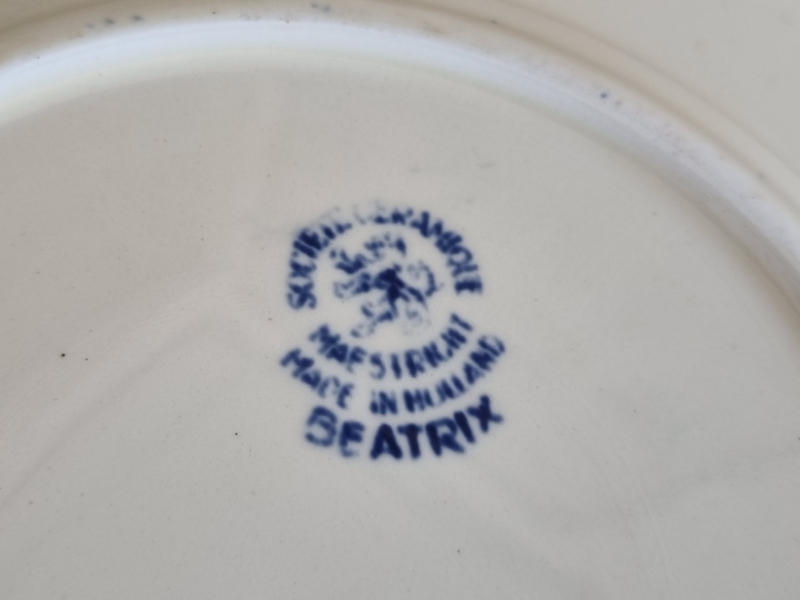 SOCIETE CERAMIQUE
MAESTRICHT
MADE IN HOLLAND
BEATRIX